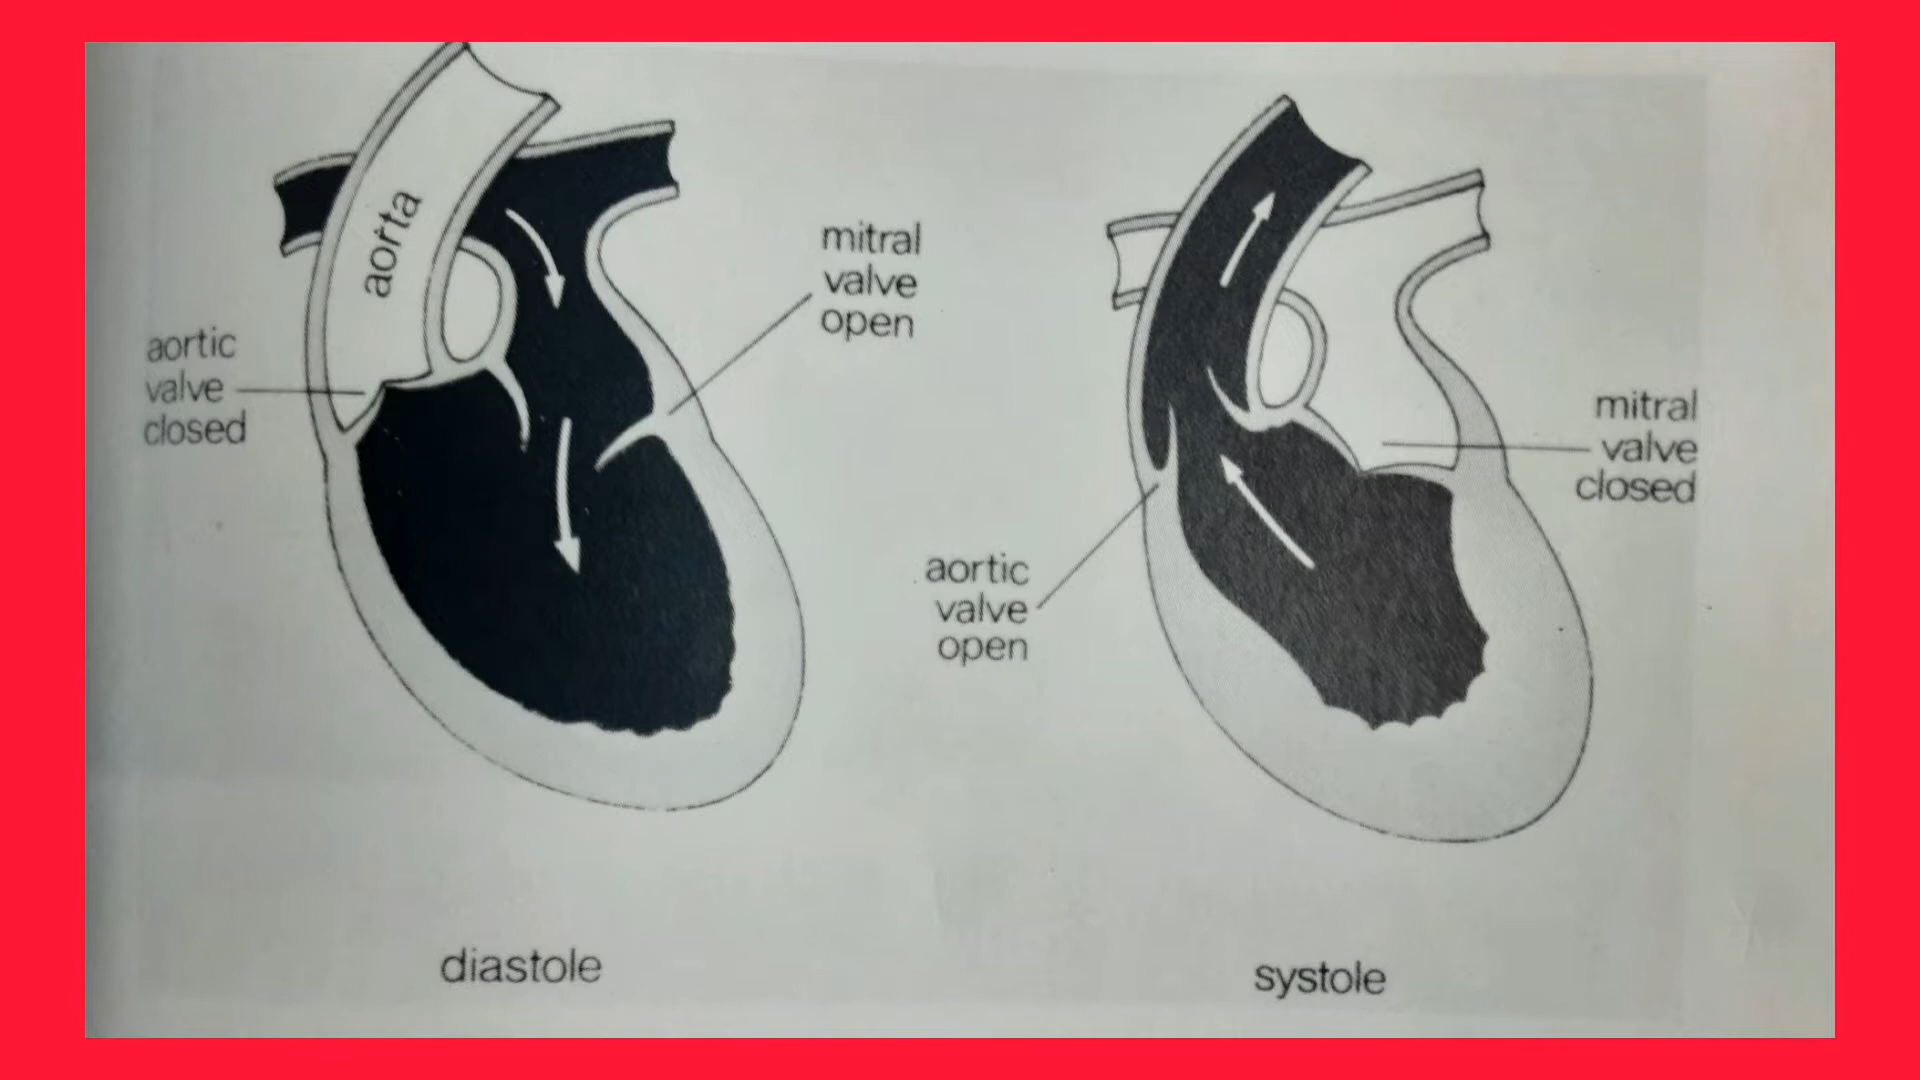 aorta
mitral
valve
open
aortic
valve
closed
diastole
mitral
valve
closed
aortic
valve
open
systole